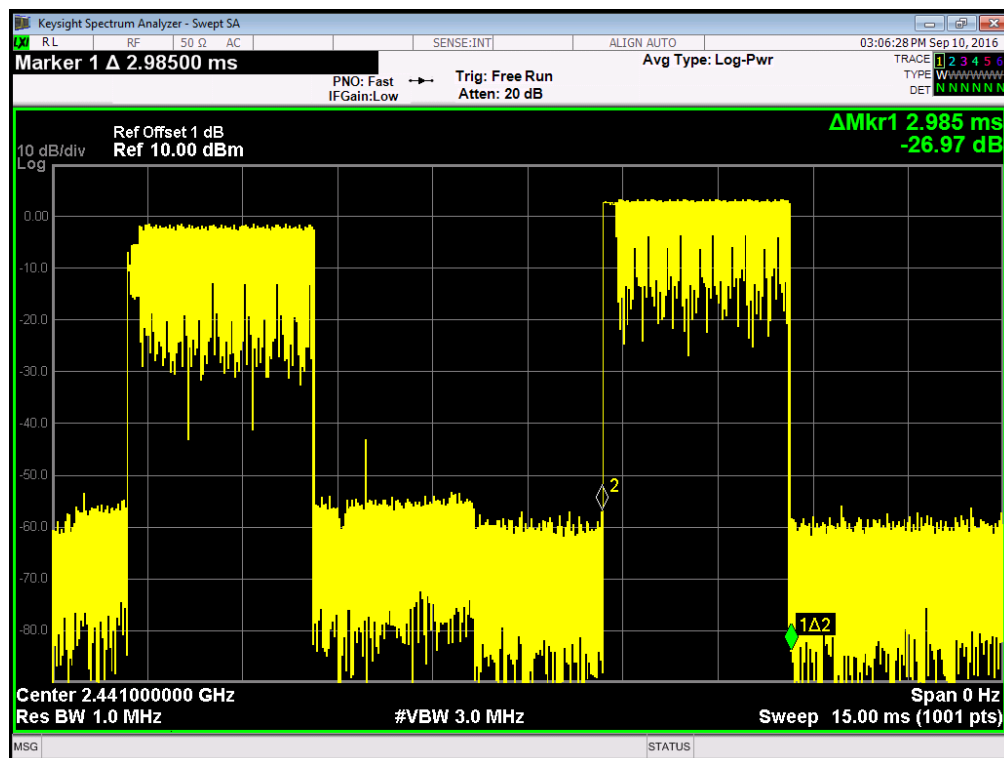 Keysight Spectrum Analyzer - Swept SA
LXI RL RF 50 Ω AC SENSE:INT ALIGN AUTO 03:06:28 PM Sep 10, 2016
Marker 1 Δ 2.98500 ms
Avg Type: Log-Pwr
TRACE 1 2 3 4 5 6
PNO: Fast Trig: Free Run
TYPE WWWWWW
IFGain:Low Atten: 20 dB
DET N N N N N N
ΔMkr1 2.985 ms
-26.97 dB
Ref Offset 1 dB
10 dB/div Ref 10.00 dBm
Log
0.00
-10.0
-20.0
-30.0
-40.0
-50.0
2
-60.0
-70.0
-80.0
1Δ2
Center 2.441000000 GHz Span 0 Hz
Res BW 1.0 MHz #VBW 3.0 MHz Sweep 15.00 ms (1001 pts)
MSG STATUS